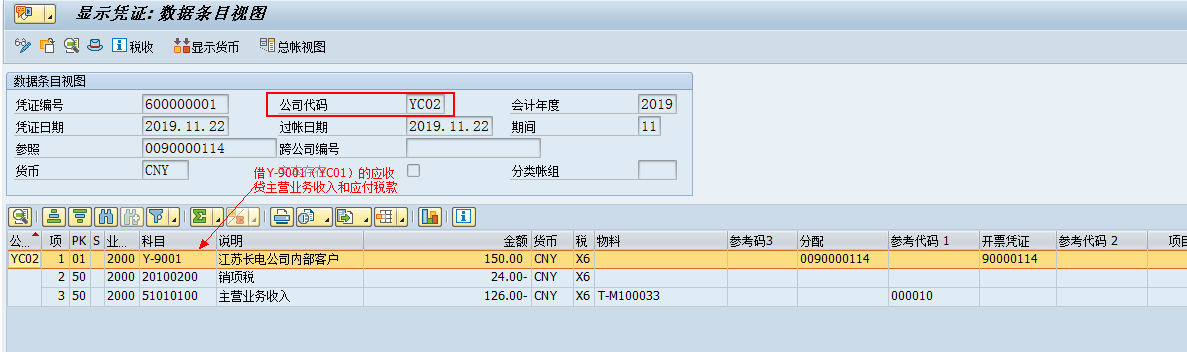 显示凭证: 数据条目视图
税收 显示货币 总帐视图
数据条目视图
凭证编号 600000001 公司代码 YC02 会计年度 2019
凭证日期 2019.11.22 过帐日期 2019.11.22 期间 11
参照 0090000114 跨公司编号
货币 CNY 分类帐组
借Y-9001（YC01）的应收
贷主营业务收入和应付税款
公... 项 PK S 业... 科目 说明 金额 货币 税 物料 参考码3 分配 参考代码 1 开票凭证 参考代码 2 项目
YC02 1 01 2000 Y-9001 江苏长电公司内部客户 150.00 CNY X6 0090000114 90000114
2 50 2000 20100200 销项税 24.00- CNY X6
3 50 2000 51010100 主营业务收入 126.00- CNY X6 T-M100033 000010